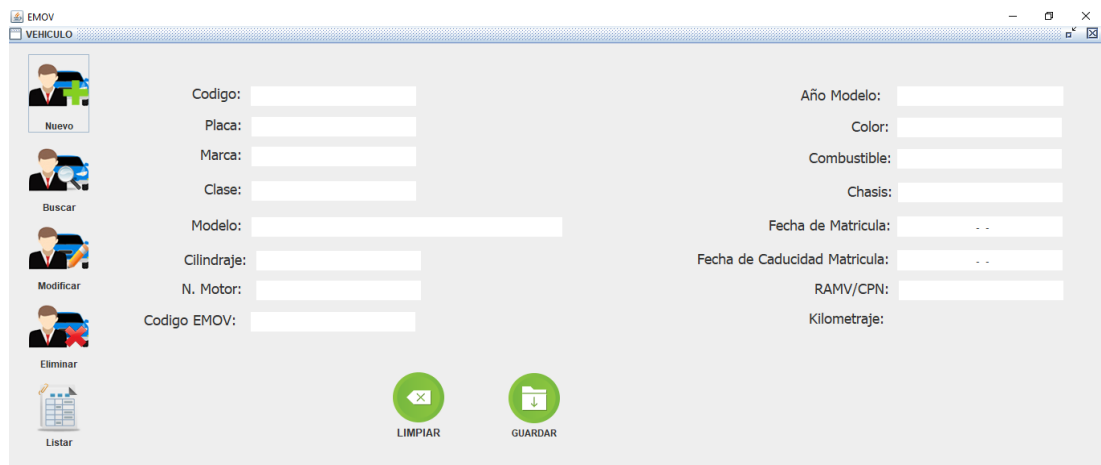 EMOV
VEHICULO
Nuevo
Buscar
Modificar
Eliminar
Listar
Codigo:
Placa:
Marca:
Clase:
Modelo:
Cilindraje:
N. Motor:
Codigo EMOV:
Año Modelo:
Color:
Combustible:
Chasis:
Fecha de Matricula: - -
Fecha de Caducidad Matricula: - -
RAMV/CPN:
Kilometraje:
LIMPIAR
GUARDAR